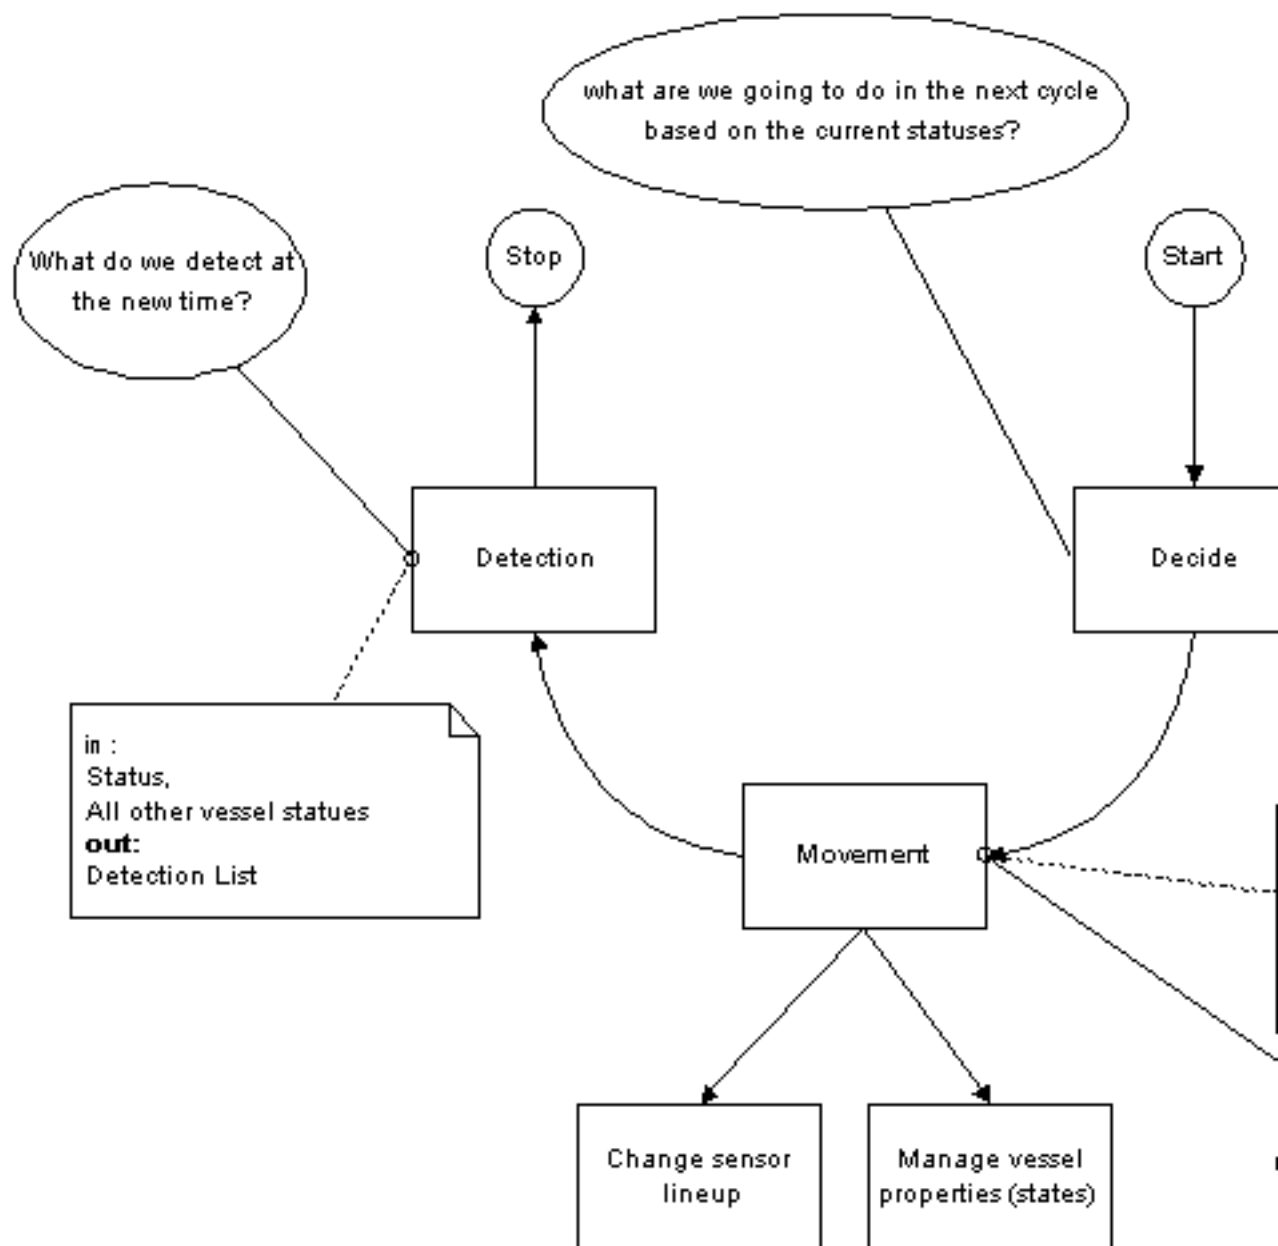 what are we going to do in the next cycle
based on the current statuses?
What do we detect at
the new time?
Stop
Start
Detection
Decide
in :
Status,
All other vessel statues
out:
Detection List
Movement
Change sensor
lineup
Manage vessel
properties (states)